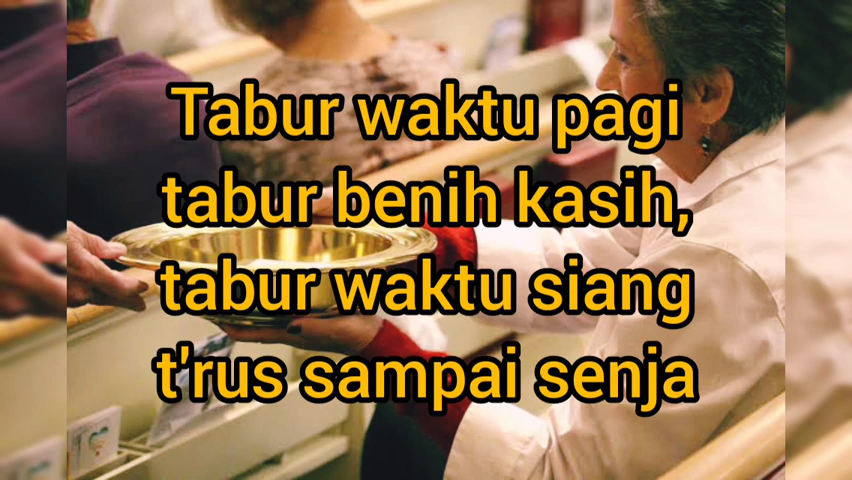 Tabur waktu pagi
tabur benih kasih,
tabur waktu siang
t'rus sampai senja